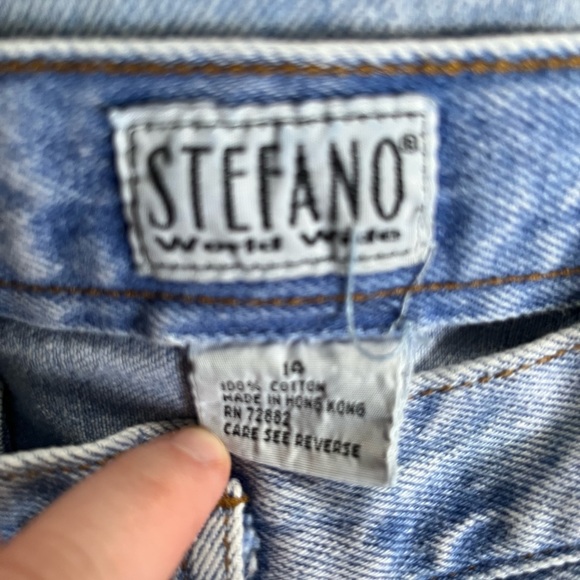 STEFANO®
World Wide
14
100% COTTON
MADE IN HONG KONG
RN 72882
CARE SEE REVERSE